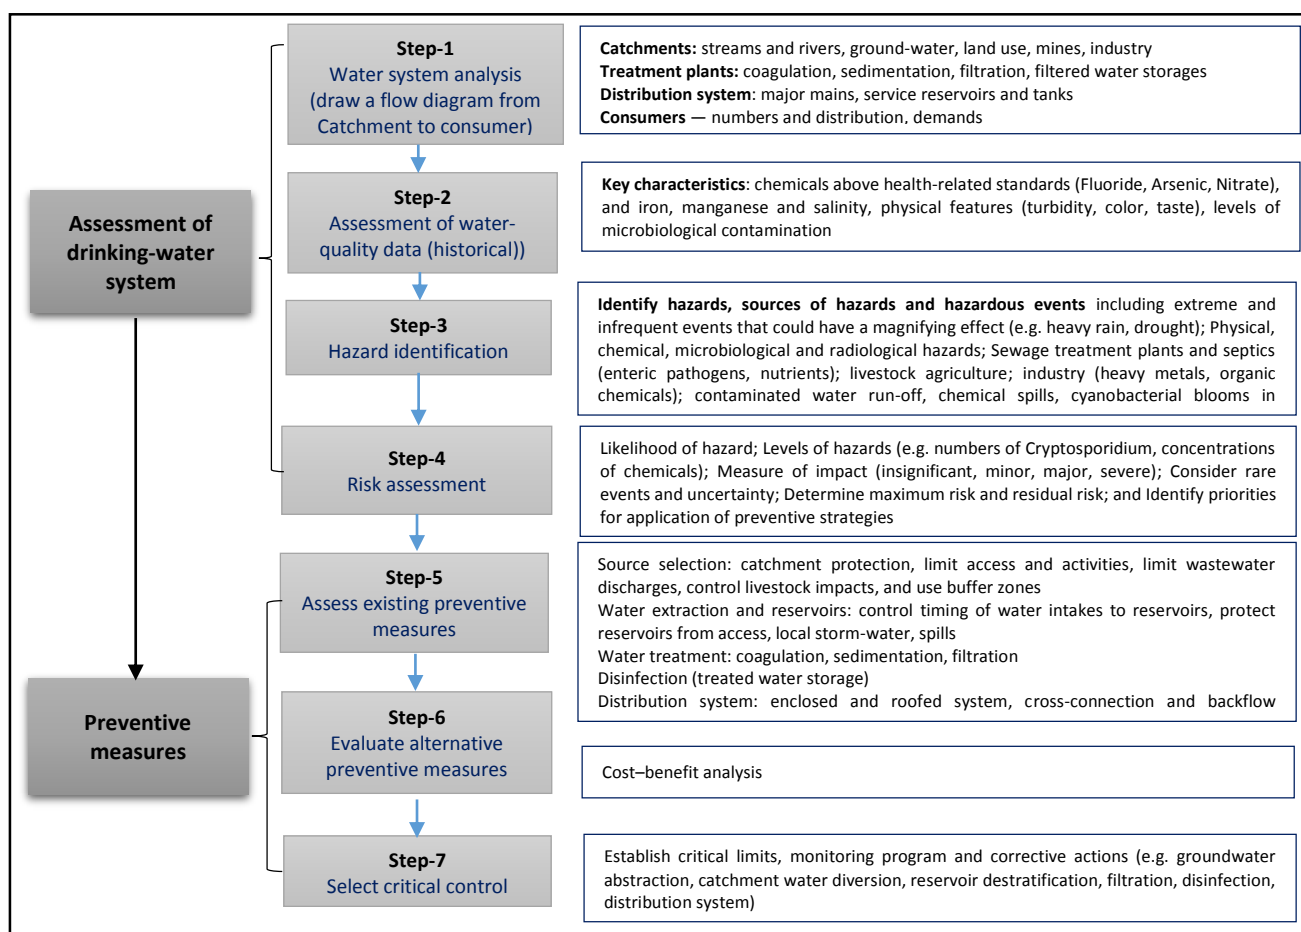 Step-1
Water system analysis
(draw a flow diagram from
Catchment to consumer)
Catchments: streams and rivers, ground-water, land use, mines, industry
Treatment plants: coagulation, sedimentation, filtration, filtered water storages
Distribution system: major mains, service reservoirs and tanks
Consumers — numbers and distribution, demands
Assessment of
drinking-water
system
Step-2
Assessment of water-
quality data (historical))
Key characteristics: chemicals above health-related standards (Fluoride, Arsenic, Nitrate),
and iron, manganese and salinity, physical features (turbidity, color, taste), levels of
microbiological contamination
Step-3
Hazard identification
Identify hazards, sources of hazards and hazardous events including extreme and
infrequent events that could have a magnifying effect (e.g. heavy rain, drought); Physical,
chemical, microbiological and radiological hazards; Sewage treatment plants and septics
(enteric pathogens, nutrients); livestock agriculture; industry (heavy metals, organic
chemicals); contaminated water run-off, chemical spills, cyanobacterial blooms in
Step-4
Risk assessment
Likelihood of hazard; Levels of hazards (e.g. numbers of Cryptosporidium, concentrations
of chemicals); Measure of impact (insignificant, minor, major, severe); Consider rare
events and uncertainty; Determine maximum risk and residual risk; and Identify priorities
for application of preventive strategies
Preventive
measures
Step-5
Assess existing preventive
measures
Source selection: catchment protection, limit access and activities, limit wastewater
discharges, control livestock impacts, and use buffer zones
Water extraction and reservoirs: control timing of water intakes to reservoirs, protect
reservoirs from access, local storm-water, spills
Water treatment: coagulation, sedimentation, filtration
Disinfection (treated water storage)
Distribution system: enclosed and roofed system, cross-connection and backflow
Step-6
Evaluate alternative
preventive measures
Cost–benefit analysis
Step-7
Select critical control
Establish critical limits, monitoring program and corrective actions (e.g. groundwater
abstraction, catchment water diversion, reservoir destratification, filtration, disinfection,
distribution system)